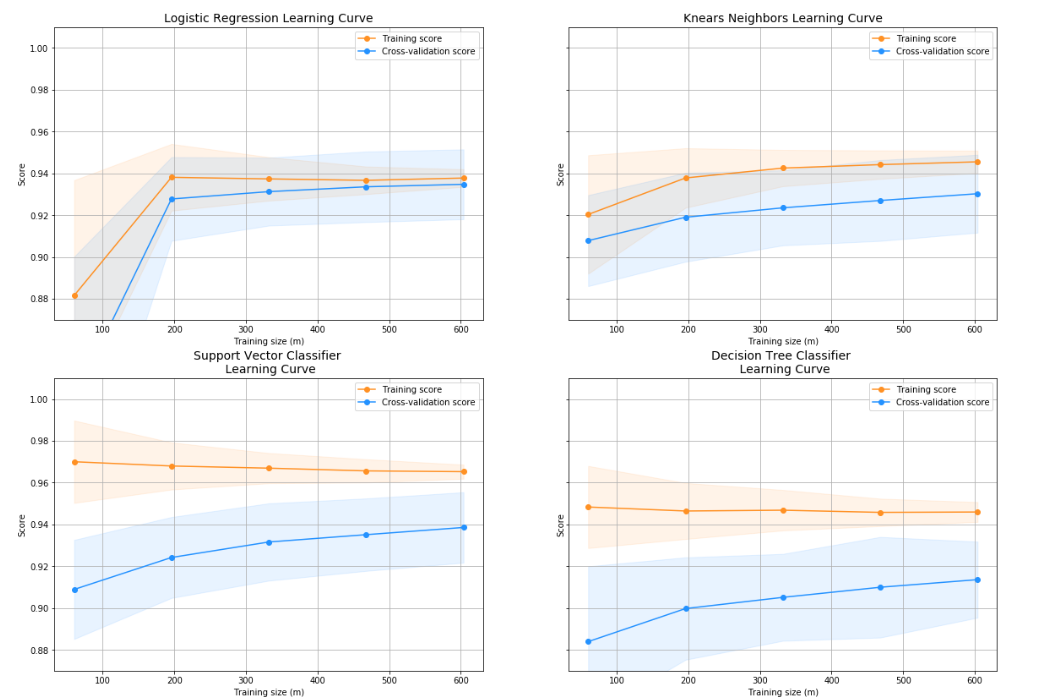 Logistic Regression Learning Curve
Training score
Cross-validation score
1.00
0.98
0.96
0.94
0.92
0.90
0.88
Score
100 200 300 400 500 600
Training size (m)
Knears Neighbors Learning Curve
Training score
Cross-validation score
Score
100 200 300 400 500 600
Training size (m)
Support Vector Classifier
Learning Curve
Training score
Cross-validation score
1.00
0.98
0.96
0.94
0.92
0.90
0.88
Score
100 200 300 400 500 600
Training size (m)
Decision Tree Classifier
Learning Curve
Training score
Cross-validation score
Score
100 200 300 400 500 600
Training size (m)